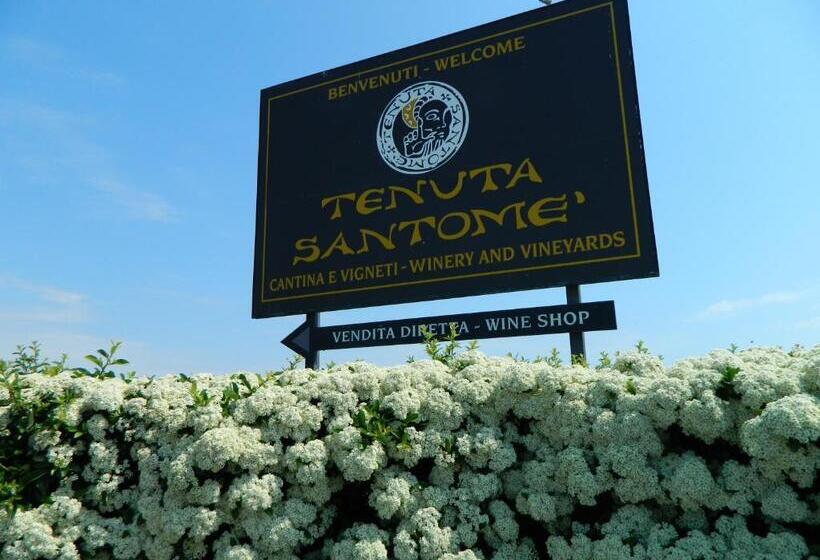 BENVENUTI - WELCOME
TENUTA SANTOME'
TENUTA
SANTOME'
CANTINA E VIGNETI - WINERY AND VINEYARDS
VENDITA DIRETTA - WINE SHOP